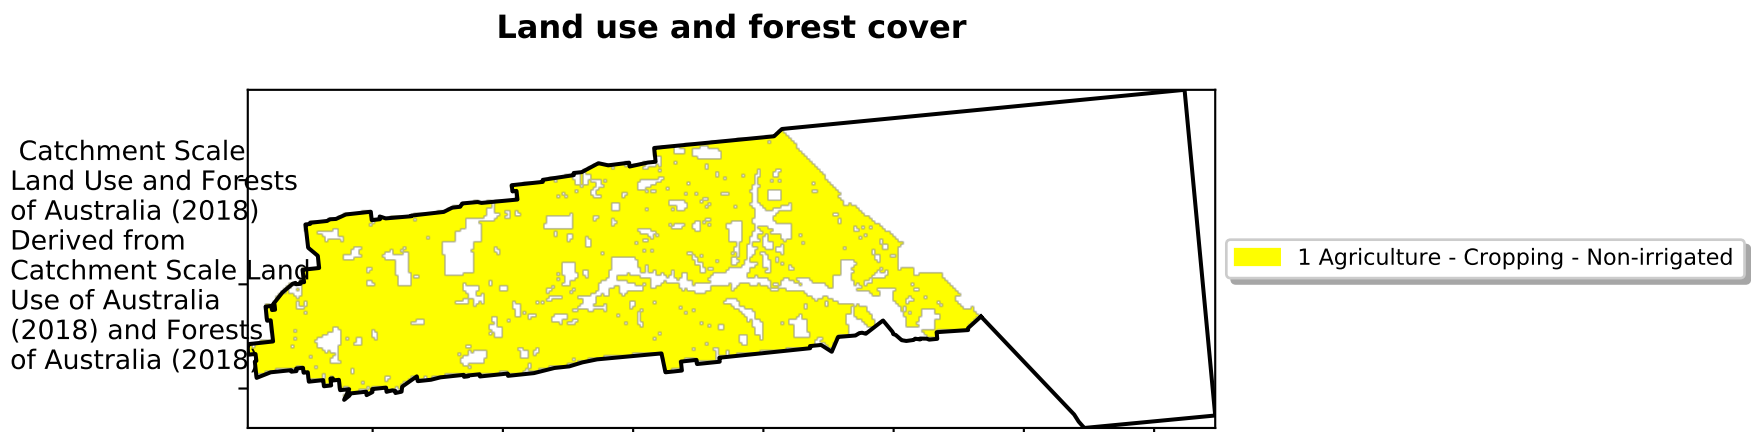 Land use and forest cover
Catchment Scale
Land Use and Forests
of Australia (2018)
Derived from
Catchment Scale Land
Use of Australia
(2018) and Forests
of Australia (2018
1 Agriculture - Cropping - Non-irrigated